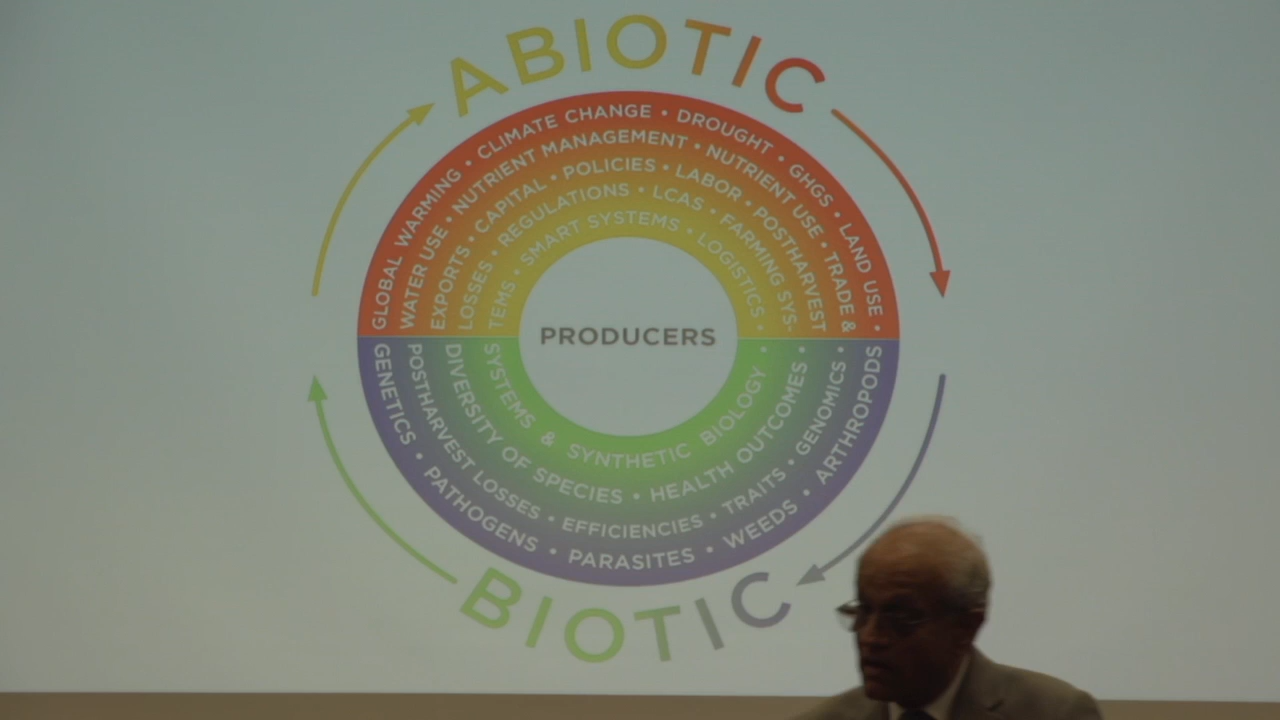 ABIOTIC
GLOBAL WARMING • CLIMATE CHANGE • DROUGHT • GHGS • LAND USE •
WATER USE • NUTRIENT MANAGEMENT • NUTRIENT USE • TRADE &
EXPORTS • CAPITAL • POLICIES • LABOR • POSTHARVEST
LOSSES • REGULATIONS • LCAS • FARMING SYS-
TEMS • SMART SYSTEMS • LOGISTICS •
PRODUCERS
SYSTEMS & SYNTHETIC BIOLOGY •
DIVERSITY OF SPECIES • HEALTH OUTCOMES •
POSTHARVEST LOSSES • EFFICIENCIES • TRAITS • GENOMICS •
GENETICS • PATHOGENS • PARASITES • WEEDS • ARTHROPODS
BIOTIC